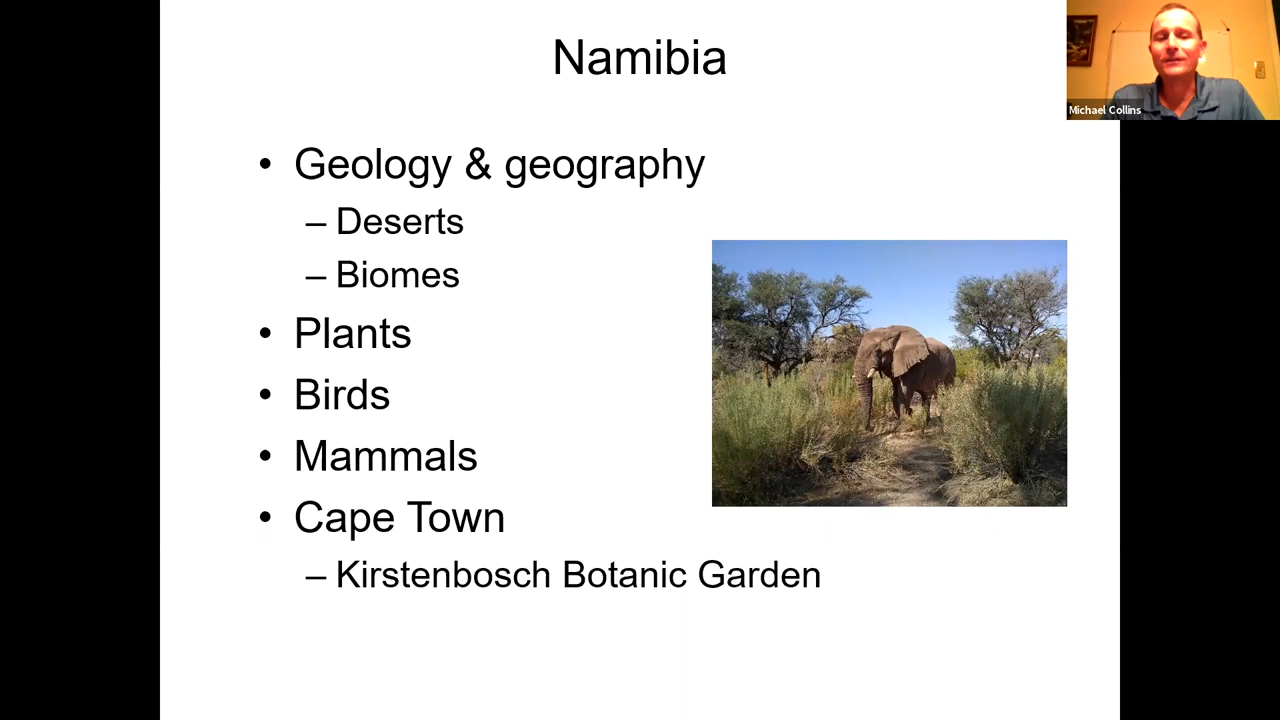 Namibia
Michael Collins
• Geology & geography
– Deserts
– Biomes
• Plants
• Birds
• Mammals
• Cape Town
– Kirstenbosch Botanic Garden